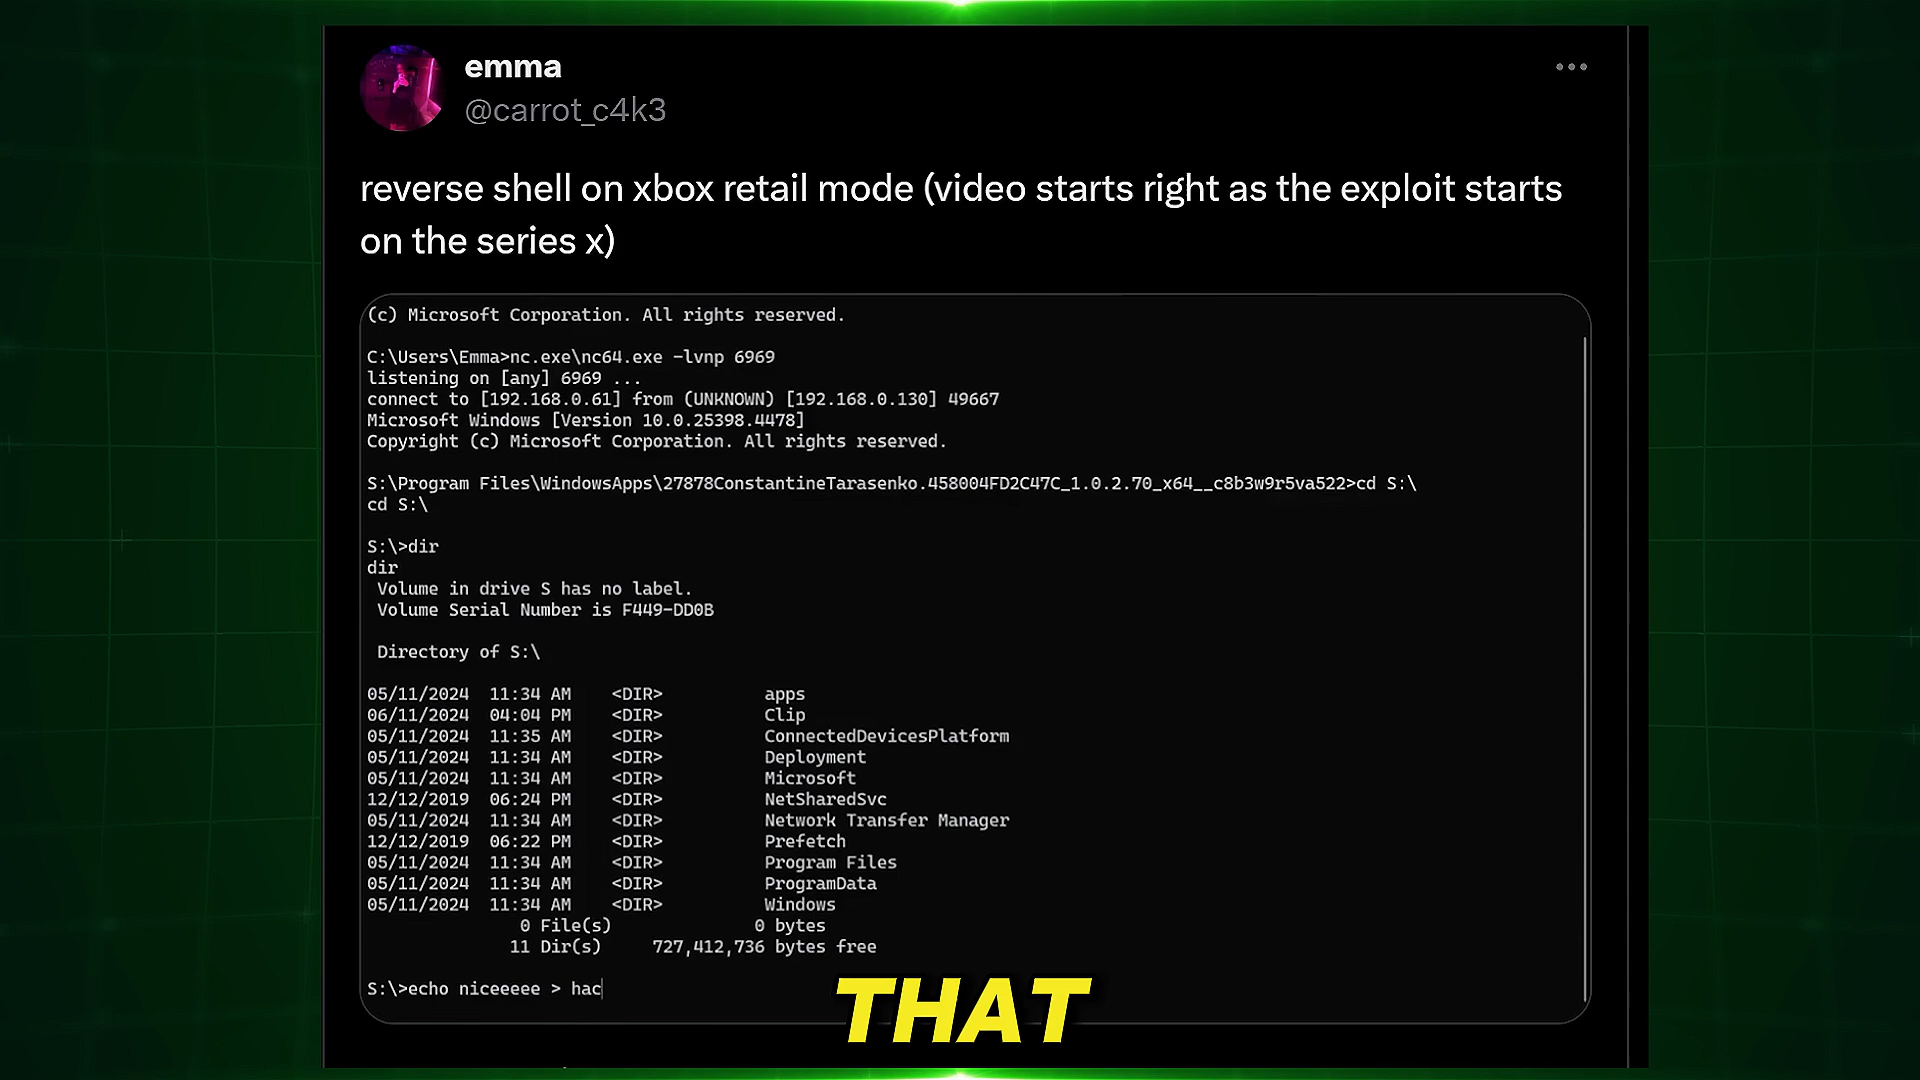 emma
@carrot_c4k3
reverse shell on xbox retail mode (video starts right as the exploit starts
on the series x)
(c) Microsoft Corporation. All rights reserved.
C:\Users\Emma>nc.exe\nc64.exe -lvnp 6969
listening on [any] 6969 ...
connect to [192.168.0.61] from (UNKNOWN) [192.168.0.130] 49667
Microsoft Windows [Version 10.0.25398.4478]
Copyright (c) Microsoft Corporation. All rights reserved.
S:\Program Files\WindowsApps\27878ConstantineTarasenko.458004FD2C47C_1.0.2.70_x64__c8b3w9r5va522>cd S:\
cd S:\
S:\>dir
dir
Volume in drive S has no label.
Volume Serial Number is F449-DD0B
Directory of S:\
05/11/2024 11:34 AM <DIR> apps
06/11/2024 04:04 PM <DIR> Clip
05/11/2024 11:35 AM <DIR> ConnectedDevicesPlatform
05/11/2024 11:34 AM <DIR> Deployment
05/11/2024 11:34 AM <DIR> Microsoft
12/12/2019 06:24 PM <DIR> NetSharedSvc
05/11/2024 11:34 AM <DIR> Network Transfer Manager
12/12/2019 06:22 PM <DIR> Prefetch
05/11/2024 11:34 AM <DIR> Program Files
05/11/2024 11:34 AM <DIR> ProgramData
05/11/2024 11:34 AM <DIR> Windows
0 File(s) 0 bytes
11 Dir(s) 727,412,736 bytes free
S:\>echo niceeeee > hac
THAT